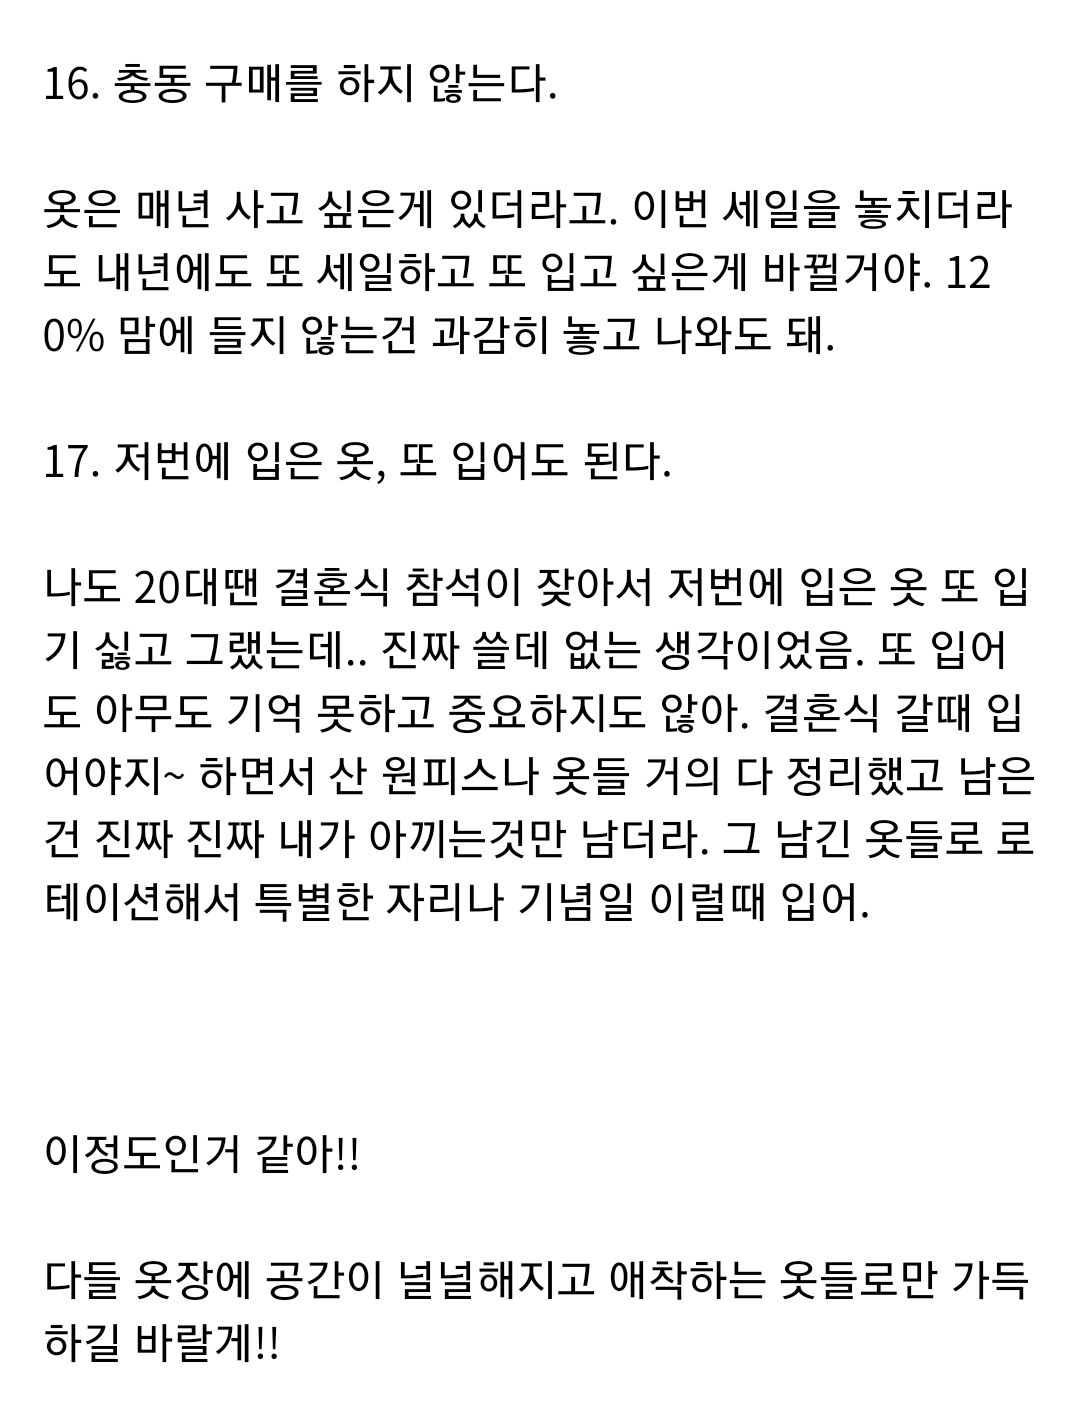 16. 충동 구매를 하지 않는다.
옷은 매년 사고 싶은게 있더라고. 이번 세일을 놓치더라
도 내년에도 또 세일하고 또 입고 싶은게 바뀔거야. 12
0% 맘에 들지 않는건 과감히 놓고 나와도 돼.
17. 저번에 입은 옷, 또 입어도 된다.
나도 20대땐 결혼식 참석이 잦아서 저번에 입은 옷 또 입
기 싫고 그랬는데.. 진짜 쓸데 없는 생각이었음. 또 입어
도 아무도 기억 못하고 중요하지도 않아. 결혼식 갈때 입
어야지~ 하면서 산 원피스나 옷들 거의 다 정리했고 남은
건 진짜 진짜 내가 아끼는것만 남더라. 그 남긴 옷들로 로
테이션해서 특별한 자리나 기념일 이럴때 입어.
이정도인거 같아!!
다들 옷장에 공간이 널널해지고 애착하는 옷들로만 가득
하길 바랄게!!